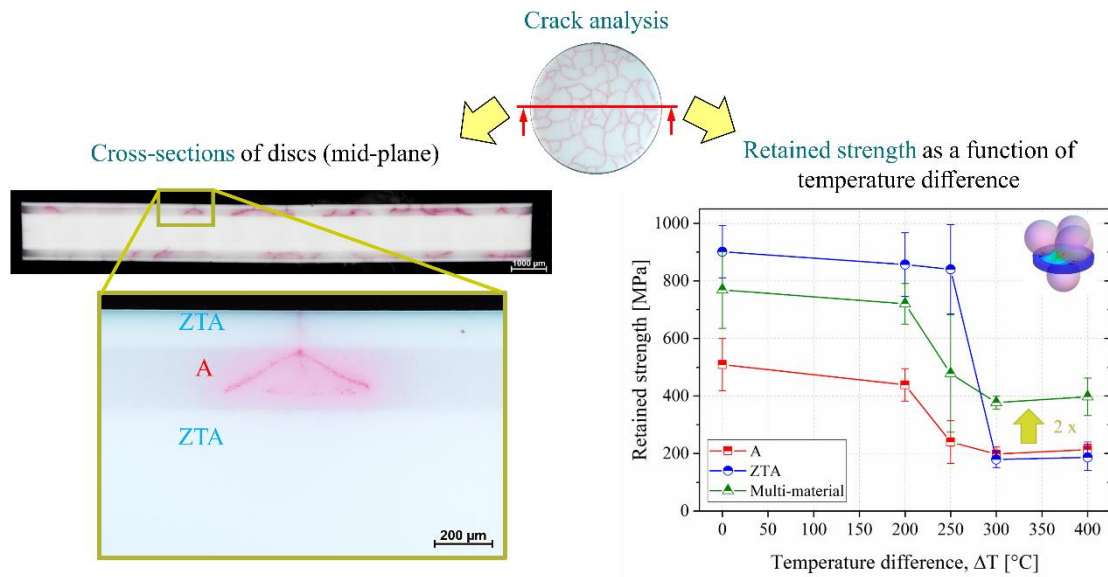 Crack analysis
Cross-sections of discs (mid-plane)
1000 µm
ZTA
A
ZTA
200 µm
Retained strength as a function of
temperature difference
Retained strength [MPa]
1000
800
600
400
200
0
2 x
A
ZTA
Multi-material
0 50 100 150 200 250 300 350 400
Temperature difference, ΔT [°C]